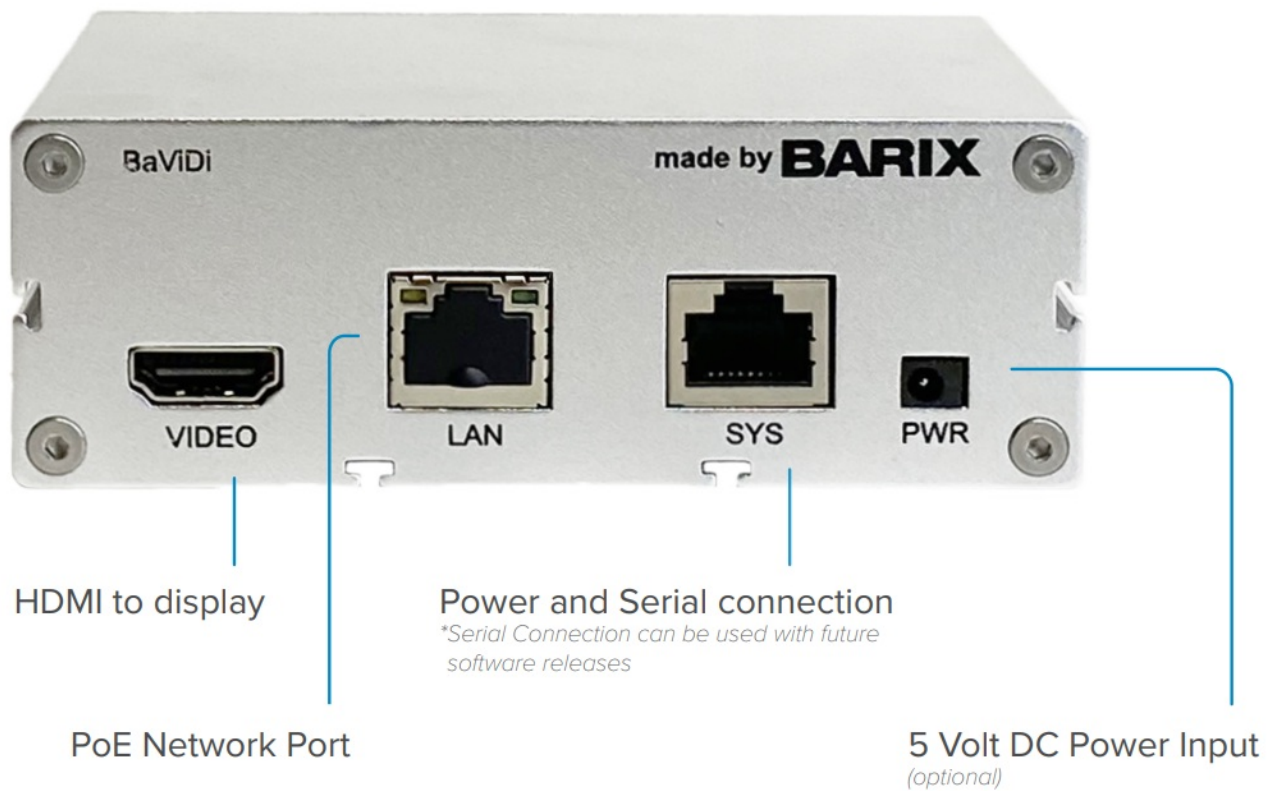 BaViDi
made by BARIX
VIDEO
LAN
SYS
PWR
HDMI to display
Power and Serial connection
*Serial Connection can be used with future
software releases
PoE Network Port
5 Volt DC Power Input
(optional)